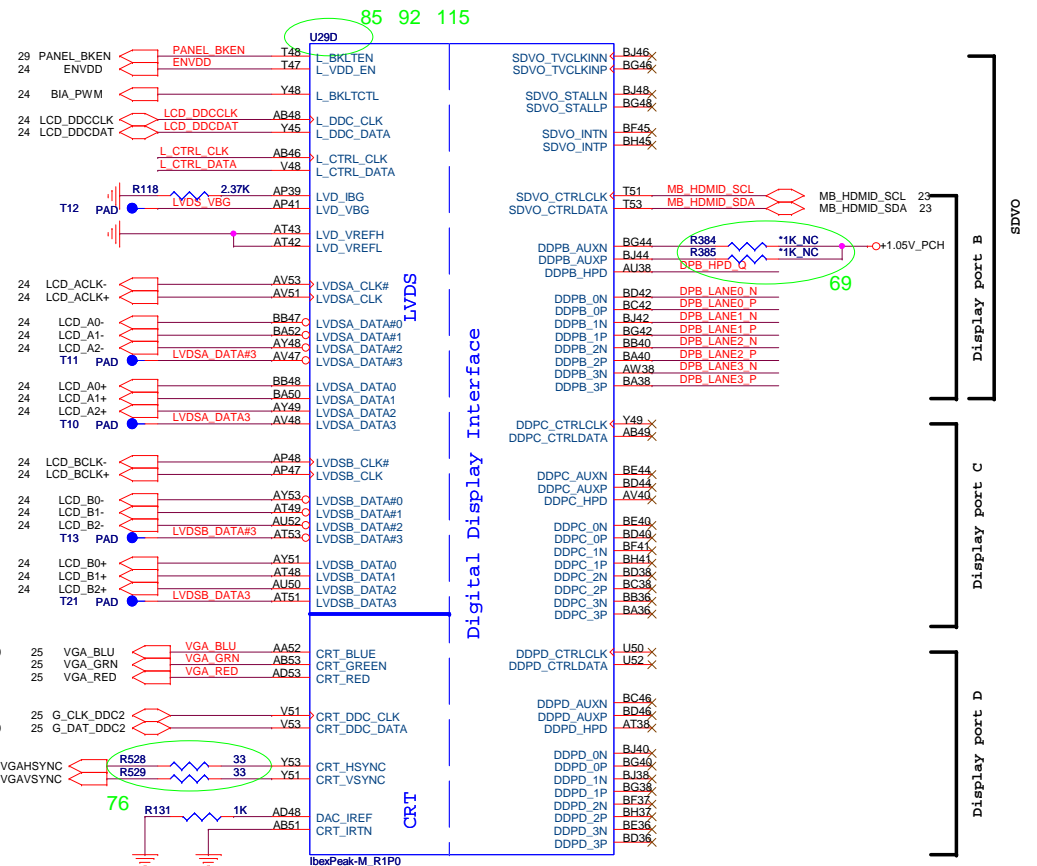 85 92 115
U29D
29 PANEL_BKEN PANEL_BKEN T48 L_BKLTEN
24 ENVDD ENVDD T47 L_VDD_EN
24 BIA_PWM Y48 L_BKLTCTL
24 LCD_DDCCLK LCD_DDCCLK AB48 L_DDC_CLK
24 LCD_DDCDAT LCD_DDCDAT Y45 L_DDC_DATA
L_CTRL_CLK AB46 L_CTRL_CLK
L_CTRL_DATA V48 L_CTRL_DATA
R118 2.37K AP39 LVD_IBG
T12 PAD LVDS_VBG AP41 LVD_VBG
AT43 LVD_VREFH
AT42 LVD_VREFL
24 LCD_ACLK- AV53 LVDSA_CLK#
24 LCD_ACLK+ AV51 LVDSA_CLK
24 LCD_A0- BB47 LVDSA_DATA#0
24 LCD_A1- BA52 LVDSA_DATA#1
24 LCD_A2- AY48 LVDSA_DATA#2
T11 PAD LVDSA_DATA#3 AV47 LVDSA_DATA#3
24 LCD_A0+ BB48 LVDSA_DATA0
24 LCD_A1+ BA50 LVDSA_DATA1
24 LCD_A2+ AY49 LVDSA_DATA2
T10 PAD LVDSA_DATA3 AV48 LVDSA_DATA3
24 LCD_BCLK- AP48 LVDSB_CLK#
24 LCD_BCLK+ AP47 LVDSB_CLK
24 LCD_B0- AY53 LVDSB_DATA#0
24 LCD_B1- AT49 LVDSB_DATA#1
24 LCD_B2- AU52 LVDSB_DATA#2
T13 PAD LVDSB_DATA#3 AT53 LVDSB_DATA#3
24 LCD_B0+ AY51 LVDSB_DATA0
24 LCD_B1+ AT48 LVDSB_DATA1
24 LCD_B2+ AU50 LVDSB_DATA2
T21 PAD LVDSB_DATA3 AT51 LVDSB_DATA3
25 VGA_BLU VGA_BLU AA52 CRT_BLUE
25 VGA_GRN VGA_GRN AB53 CRT_GREEN
25 VGA_RED VGA_RED AD53 CRT_RED
25 G_CLK_DDC2 V51 CRT_DDC_CLK
25 G_DAT_DDC2 V53 CRT_DDC_DATA
VGAHSYNC R528 33 Y53 CRT_HSYNC
VGAVSYNC R529 33 Y51 CRT_VSYNC
76
R131 1K AD48 DAC_IREF
AB51 CRT_IRTN
IbexPeak-M_R1P0
LVDS
CRT
Digital Display Interface
SDVO_TVCLKINN BJ46
SDVO_TVCLKINP BG46
SDVO_STALLN BJ48
SDVO_STALLP BG48
SDVO_INTN BF45
SDVO_INTP BH45
SDVO_CTRLCLK T51 MB_HDMID_SCL MB_HDMID_SCL 23
SDVO_CTRLDATA T53 MB_HDMID_SDA MB_HDMID_SDA 23
DDPB_AUXN BG44 R384 *1K_NC +1.05V_PCH
DDPB_AUXP BJ44 R385 *1K_NC
DDPB_HPD AU38 DPB_HPD_Q
69
DDPB_0N BD42 DPB_LANE0_N
DDPB_0P BC42 DPB_LANE0_P
DDPB_1N BJ42 DPB_LANE1_N
DDPB_1P BG42 DPB_LANE1_P
DDPB_2N BB40 DPB_LANE2_N
DDPB_2P BA40 DPB_LANE2_P
DDPB_3N AW38 DPB_LANE3_N
DDPB_3P BA38 DPB_LANE3_P
DDPC_CTRLCLK Y49
DDPC_CTRLDATA AB49
DDPC_AUXN BE44
DDPC_AUXP BD44
DDPC_HPD AV40
DDPC_0N BE40
DDPC_0P BD40
DDPC_1N BF41
DDPC_1P BH41
DDPC_2N BD38
DDPC_2P BC38
DDPC_3N BB36
DDPC_3P BA36
DDPD_CTRLCLK U50
DDPD_CTRLDATA U52
DDPD_AUXN BC46
DDPD_AUXP BD46
DDPD_HPD AT38
DDPD_0N BJ40
DDPD_0P BG40
DDPD_1N BJ38
DDPD_1P BG38
DDPD_2N BF37
DDPD_2P BH37
DDPD_3N BE36
DDPD_3P BD36
SDVO
Display port B
Display port C
Display port D